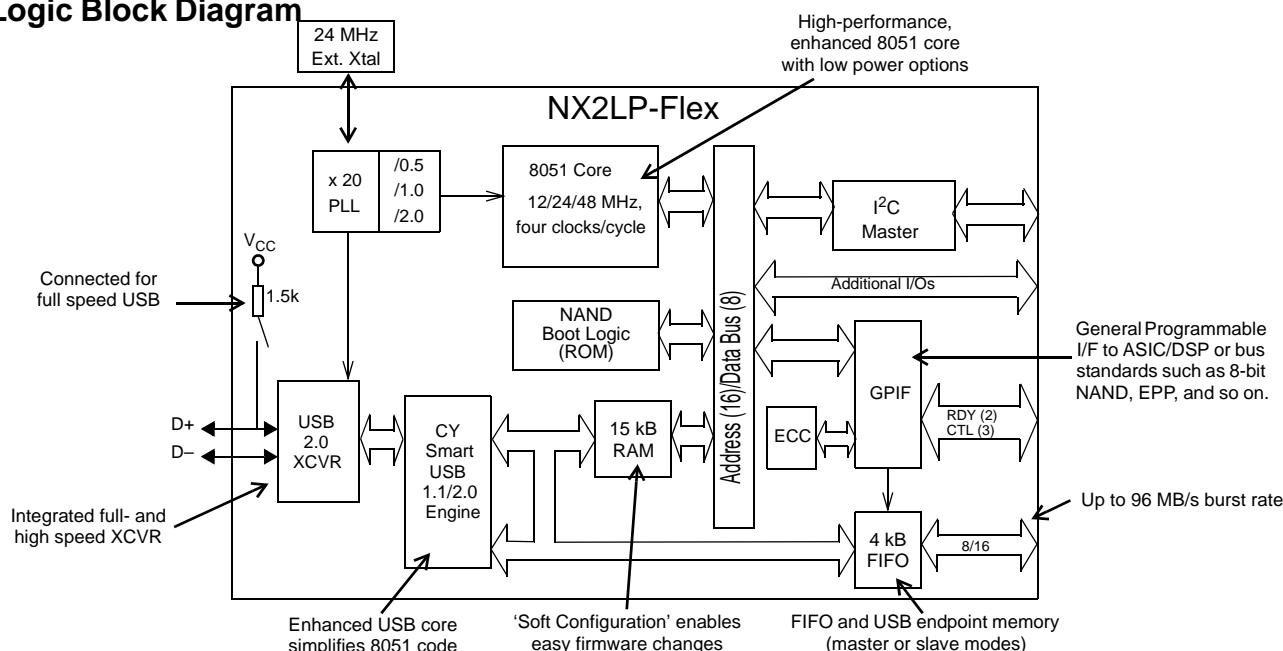 Logic Block Diagram
24 MHz
Ext. Xtal
High-performance,
enhanced 8051 core
with low power options
NX2LP-Flex
x 20
PLL
/0.5
/1.0
/2.0
8051 Core
12/24/48 MHz,
four clocks/cycle
I²C
Master
VCC
1.5k
Connected for
full speed USB
Additional I/Os
NAND
Boot Logic
(ROM)
Address (16)/Data Bus (8)
GPIF
General Programmable
I/F to ASIC/DSP or bus
standards such as 8-bit
NAND, EPP, and so on.
RDY (2)
CTL (3)
D+
D–
USB
2.0
XCVR
CY
Smart
USB
1.1/2.0
Engine
15 kB
RAM
ECC
Integrated full- and
high speed XCVR
4 kB
FIFO
8/16
Up to 96 MB/s burst rate
Enhanced USB core
simplifies 8051 code
‘Soft Configuration’ enables
easy firmware changes
FIFO and USB endpoint memory
(master or slave modes)